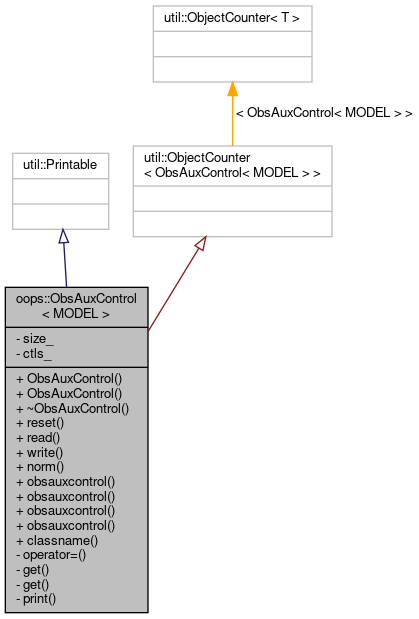 util::ObjectCounter< T >
< ObsAuxControl< MODEL > >
util::Printable
util::ObjectCounter
< ObsAuxControl< MODEL > >
oops::ObsAuxControl
< MODEL >
- size_
- ctls_
+ ObsAuxControl()
+ ObsAuxControl()
+ ~ObsAuxControl()
+ reset()
+ read()
+ write()
+ norm()
+ obsauxcontrol()
+ obsauxcontrol()
+ obsauxcontrol()
+ obsauxcontrol()
+ classname()
- operator=()
- get()
- get()
- print()